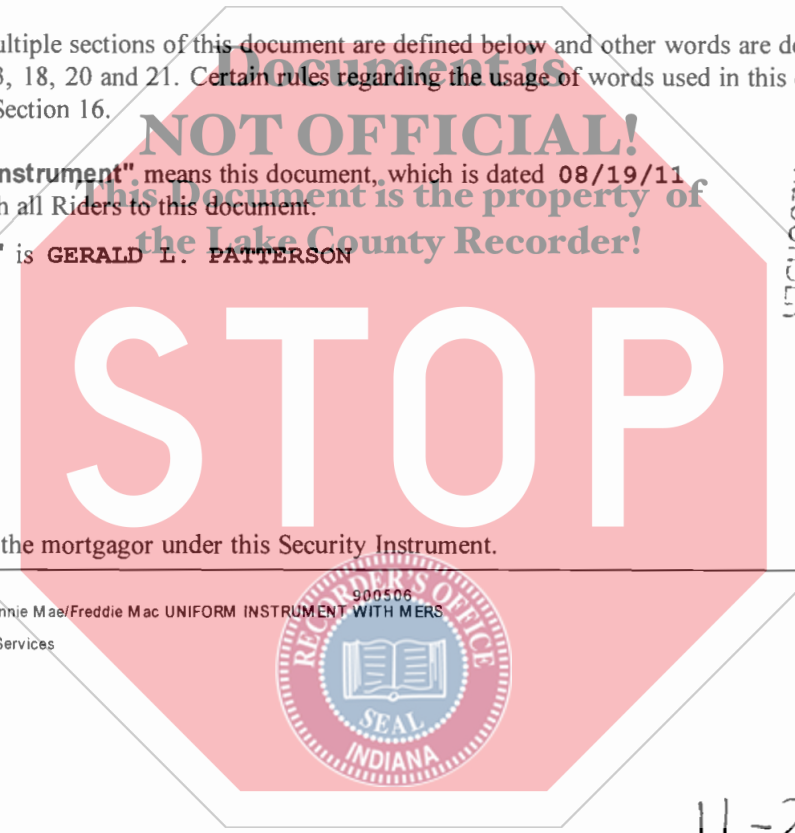 ultiple sections of this document are defined below and other words are de
3, 18, 20 and 21. Certain rules regarding the usage of words used in this
Section 16.
Document is
NOT OFFICIAL!
This Document is the property of
the Lake County Recorder!
nstrument" means this document, which is dated 08/19/11
h all Riders to this document.
" is GERALD L. PATTERSON
STOP
the mortgagor under this Security Instrument.
900506
nnie Mae/Freddie Mac UNIFORM INSTRUMENT WITH MERS
Services
RECORDER'S OFFICE
SEAL
INDIANA
11-2